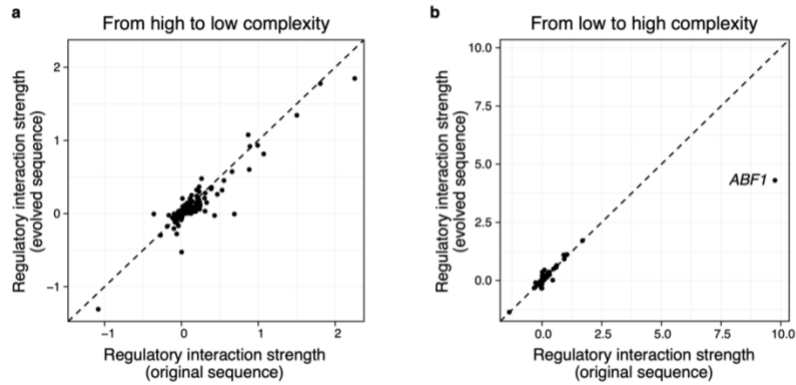 a
From high to low complexity
Regulatory interaction strength
(evolved sequence)
2
1
0
−1
−1
0
1
2
Regulatory interaction strength
(original sequence)
b
From low to high complexity
Regulatory interaction strength
(evolved sequence)
10.0
7.5
5.0
2.5
0.0
ABF1
0.0
2.5
5.0
7.5
10.0
Regulatory interaction strength
(original sequence)